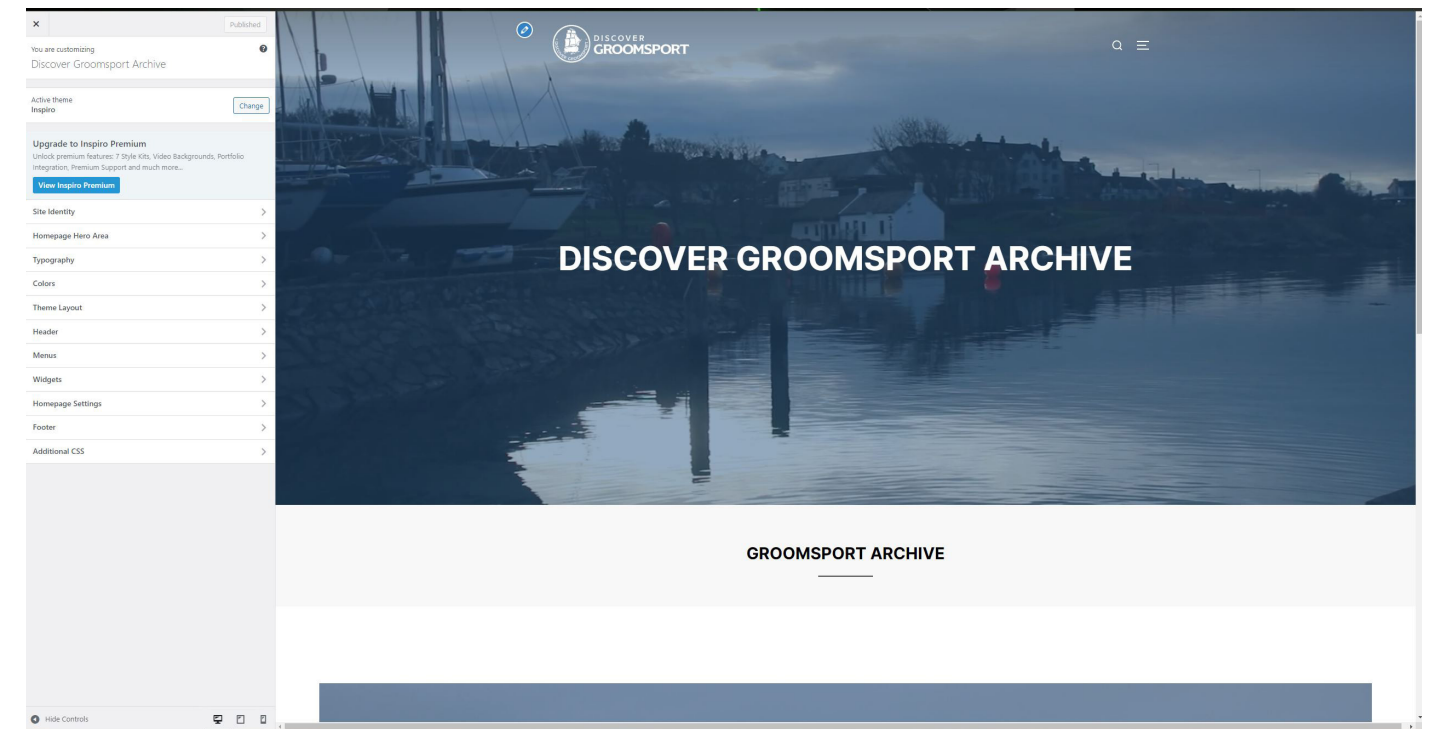 Published
You are customizing
Discover Groomsport Archive
Active theme
Inspiro
Change
Upgrade to Inspiro Premium
Unlock premium features: 7 Style Kits, Video Backgrounds, Portfolio
Integration, Premium Support and much more...
View Inspiro Premium
Site Identity
Homepage Hero Area
Typography
Colors
Theme Layout
Header
Menus
Widgets
Homepage Settings
Footer
Additional CSS
Hide Controls
DISCOVER
GROOMSPORT
DISCOVER GROOMSPORT ARCHIVE
GROOMSPORT ARCHIVE